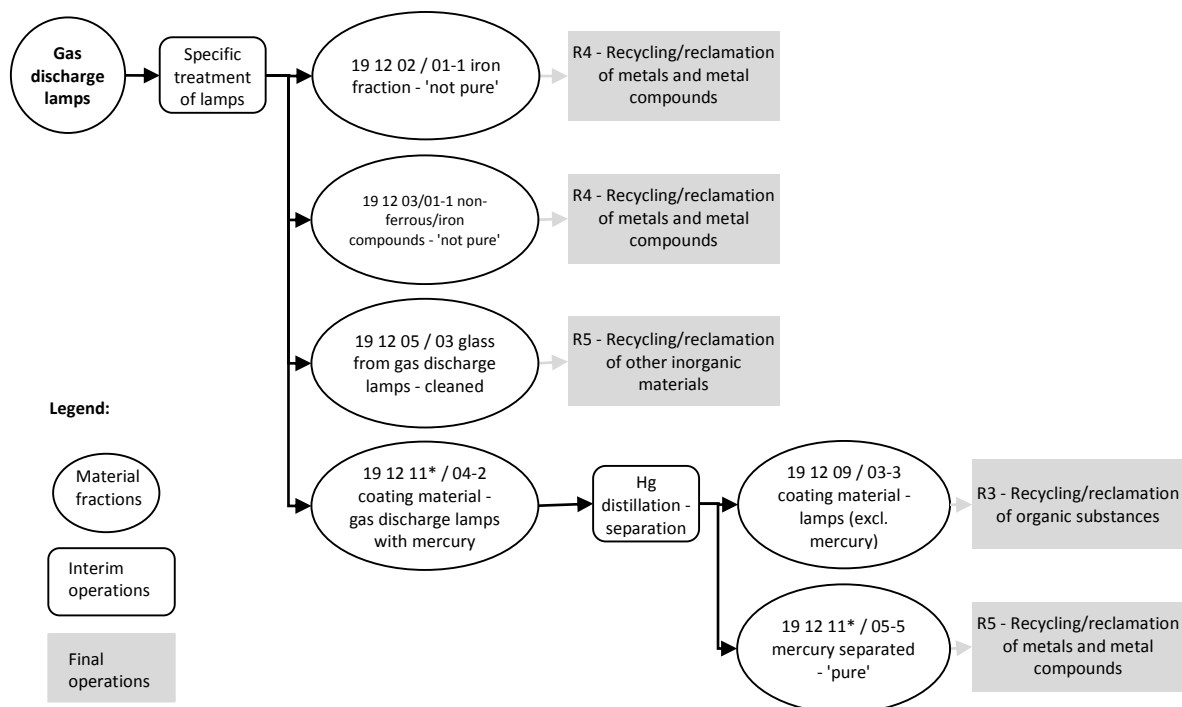 Gas
discharge
lamps
Specific
treatment
of lamps
19 12 02 / 01-1 iron
fraction - 'not pure'
R4 - Recycling/reclamation
of metals and metal
compounds
19 12 03/01-1 non-
ferrous/iron
compounds - 'not pure'
R4 - Recycling/reclamation
of metals and metal
compounds
19 12 05 / 03 glass
from gas discharge
lamps - cleaned
R5 - Recycling/reclamation
of other inorganic
materials
Legend:
Material
fractions
Interim
operations
Final
operations
19 12 11* / 04-2
coating material -
gas discharge lamps
with mercury
Hg
distillation -
separation
19 12 09 / 03-3
coating material -
lamps (excl.
mercury)
R3 - Recycling/reclamation
of organic substances
19 12 11* / 05-5
mercury separated
- 'pure'
R5 - Recycling/reclamation
of metals and metal
compounds